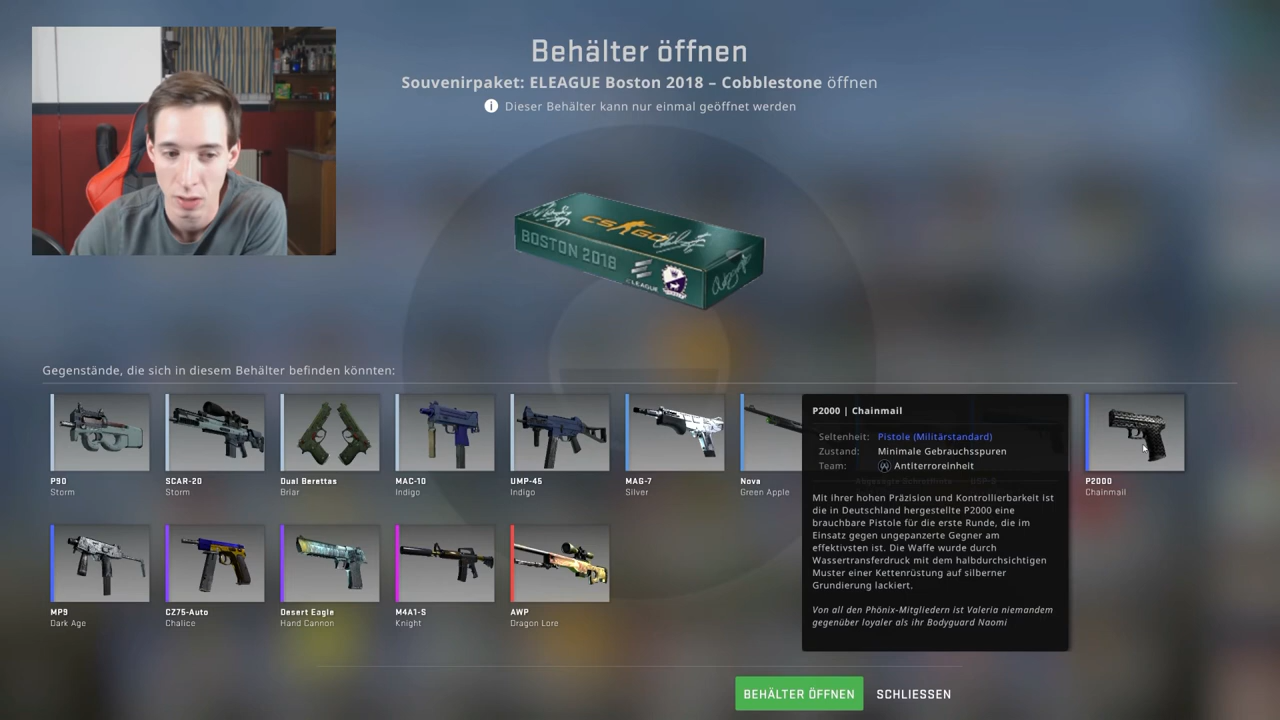 Behälter öffnen
Souvenirpaket: ELEAGUE Boston 2018 – Cobblestone öffnen
Dieser Behälter kann nur einmal geöffnet werden
CS GO
BOSTON 2018
ELEAGUE
Gegenstände, die sich in diesem Behälter befinden könnten:
P90
Storm
SCAR-20
Storm
Dual Berettas
Briar
MAC-10
Indigo
UMP-45
Indigo
MAG-7
Silver
Nova
Green Apple
P2000
Chainmail
P2000 | Chainmail
Seltenheit: Pistole (Militärstandard)
Zustand: Minimale Gebrauchsspuren
Team: Antiterroreinheit
Mit ihrer hohen Präzision und Kontrollierbarkeit ist
die in Deutschland hergestellte P2000 eine
brauchbare Pistole für die erste Runde, die im
Einsatz gegen ungepanzerte Gegner am
effektivsten ist. Die Waffe wurde durch
Wassertransferdruck mit dem halbdurchsichtigen
Muster einer Kettenrüstung auf silberner
Grundierung lackiert.
Von all den Phönix-Mitgliedern ist Valeria niemandem
gegenüber loyaler als ihr Bodyguard Naomi
MP9
Dark Age
CZ75-Auto
Chalice
Desert Eagle
Hand Cannon
M4A1-S
Knight
AWP
Dragon Lore
BEHÄLTER ÖFFNEN
SCHLIESSEN